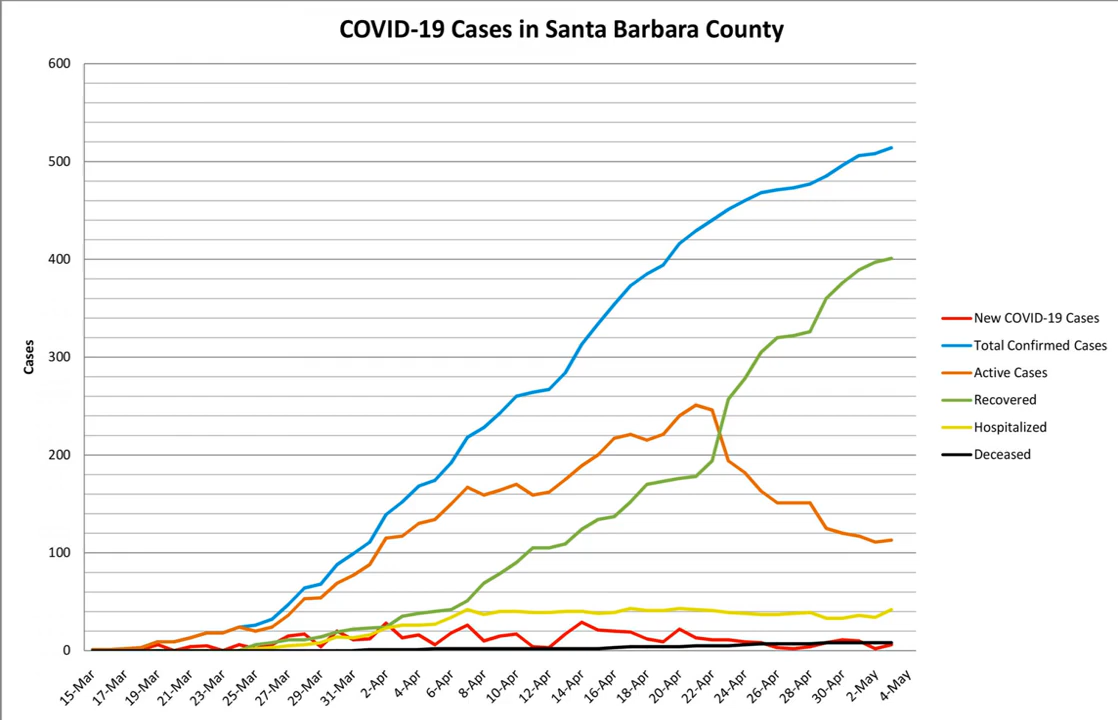 COVID-19 Cases in Santa Barbara County
600
500
400
300
200
100
0
Cases
15-Mar
17-Mar
19-Mar
21-Mar
23-Mar
25-Mar
27-Mar
29-Mar
31-Mar
2-Apr
4-Apr
6-Apr
8-Apr
10-Apr
12-Apr
14-Apr
16-Apr
18-Apr
20-Apr
22-Apr
24-Apr
26-Apr
28-Apr
30-Apr
2-May
4-May
New COVID-19 Cases
Total Confirmed Cases
Active Cases
Recovered
Hospitalized
Deceased